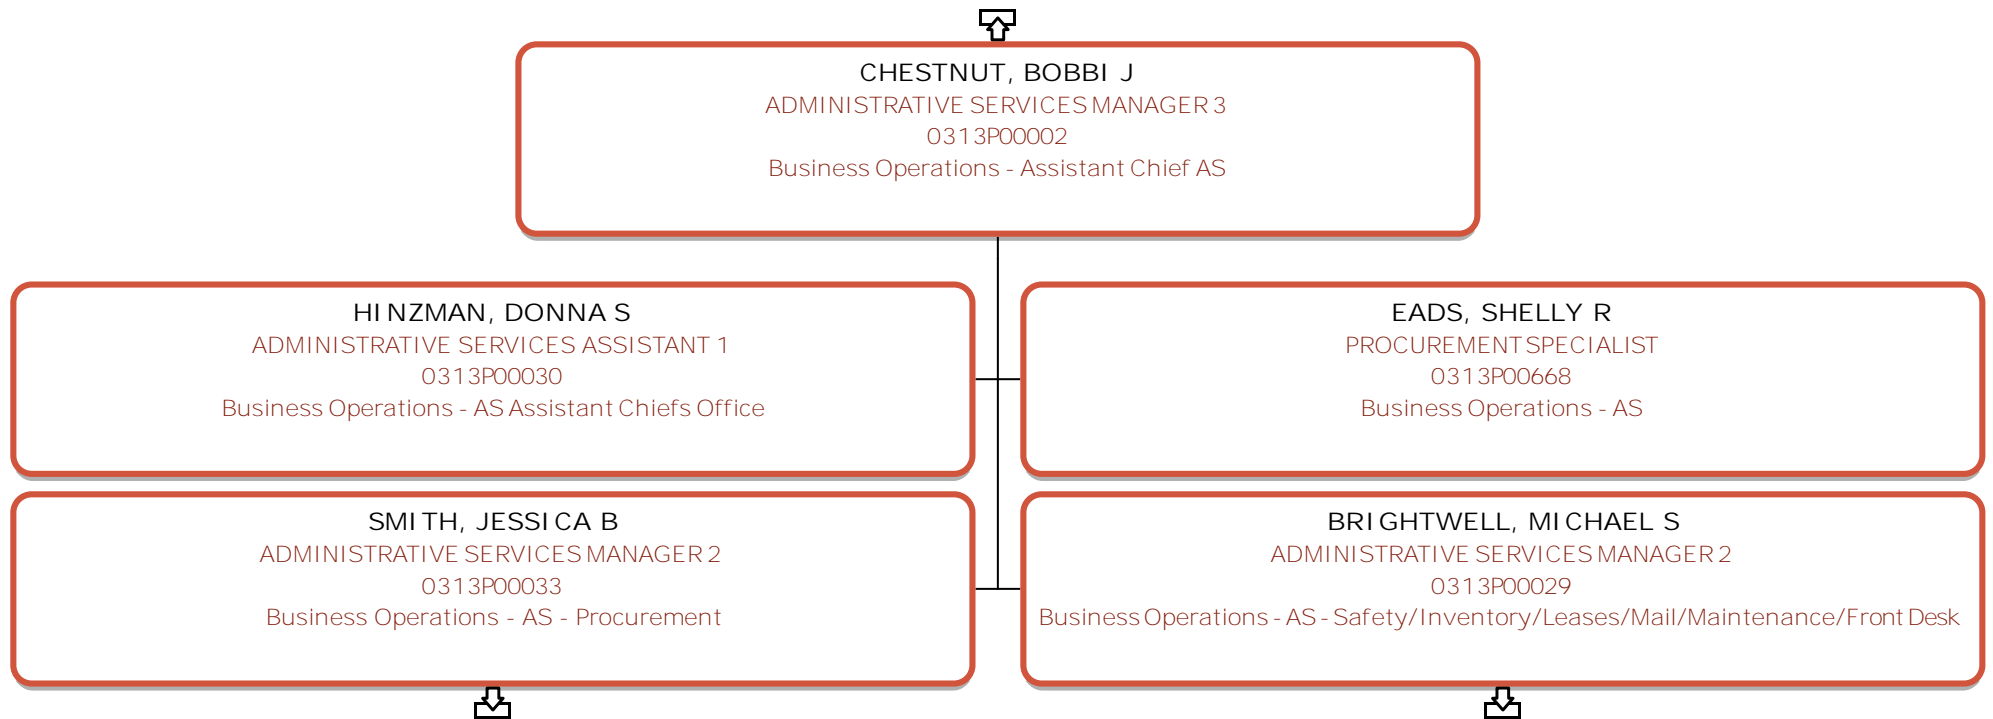 CHESTNUT, BOBBI J
ADMINISTRATIVE SERVICES MANAGER 3
0313P00002
Business Operations - Assistant Chief AS
HINZMAN, DONNA S
ADMINISTRATIVE SERVICES ASSISTANT 1
0313P00030
Business Operations - AS Assistant Chiefs Office
EADS, SHELLY R
PROCUREMENT SPECIALIST
0313P00668
Business Operations - AS
SMITH, JESSICA B
ADMINISTRATIVE SERVICES MANAGER 2
0313P00033
Business Operations - AS - Procurement
BRIGHTWELL, MICHAEL S
ADMINISTRATIVE SERVICES MANAGER 2
0313P00029
Business Operations - AS - Safety/Inventory/Leases/Mail/Maintenance/Front Desk